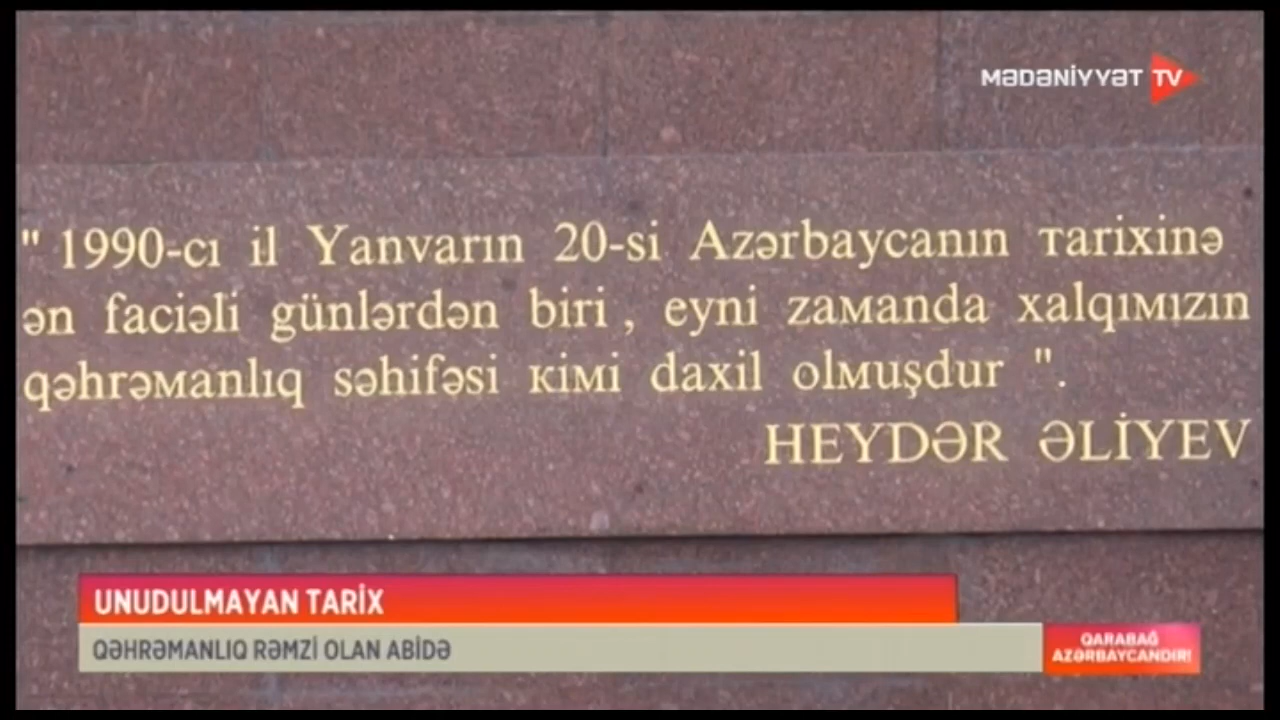 MƏDƏNİYYƏT TV
" 1990-cı il Yanvarın 20-si Azərbaycanın tarixinə
ən faciəli günlərdən biri , eyni zamanda xalqımızın
qəhrəmanlıq səhifəsi kimi daxil olmuşdur ".
HEYDƏR ƏLİYEV
UNUDULMAYAN TARİX
QƏHRƏMANLIQ RƏMZİ OLAN ABİDƏ
QARABAĞ
AZƏRBAYCANDIR!